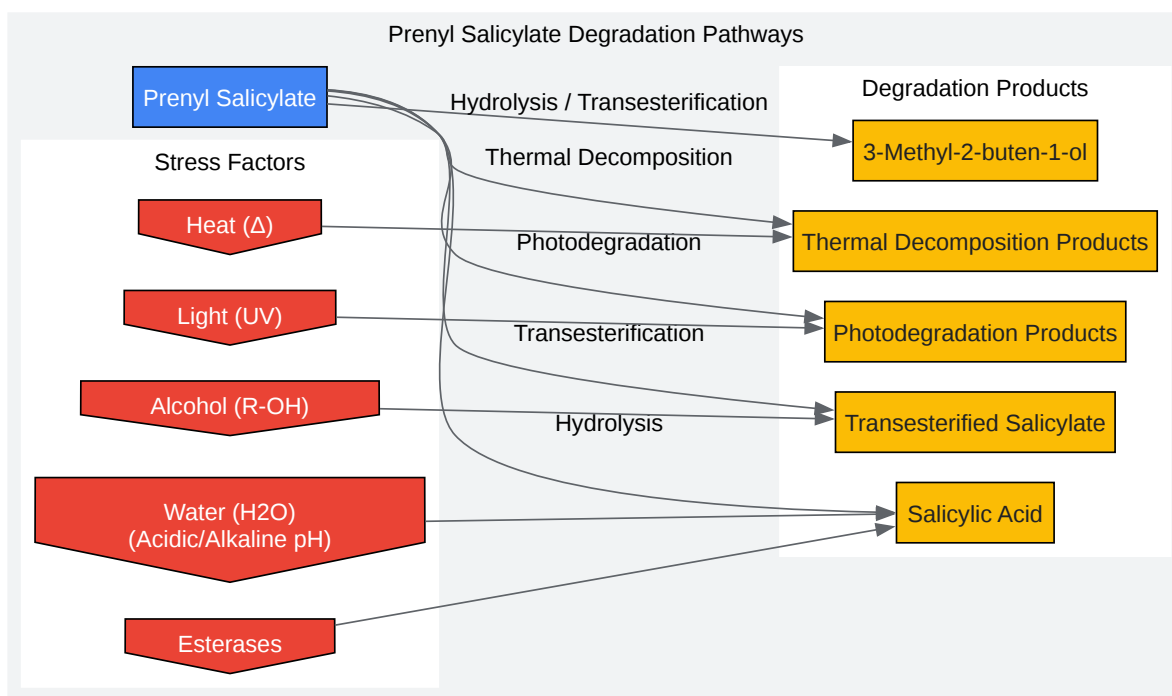 Prenyl Salicylate Degradation Pathways
Prenyl Salicylate
Stress Factors
Heat (Δ)
Light (UV)
Alcohol (R-OH)
Water (H2O)
(Acidic/Alkaline pH)
Esterases
Hydrolysis / Transesterification
Thermal Decomposition
Photodegradation
Transesterification
Hydrolysis
Degradation Products
3-Methyl-2-buten-1-ol
Thermal Decomposition Products
Photodegradation Products
Transesterified Salicylate
Salicylic Acid